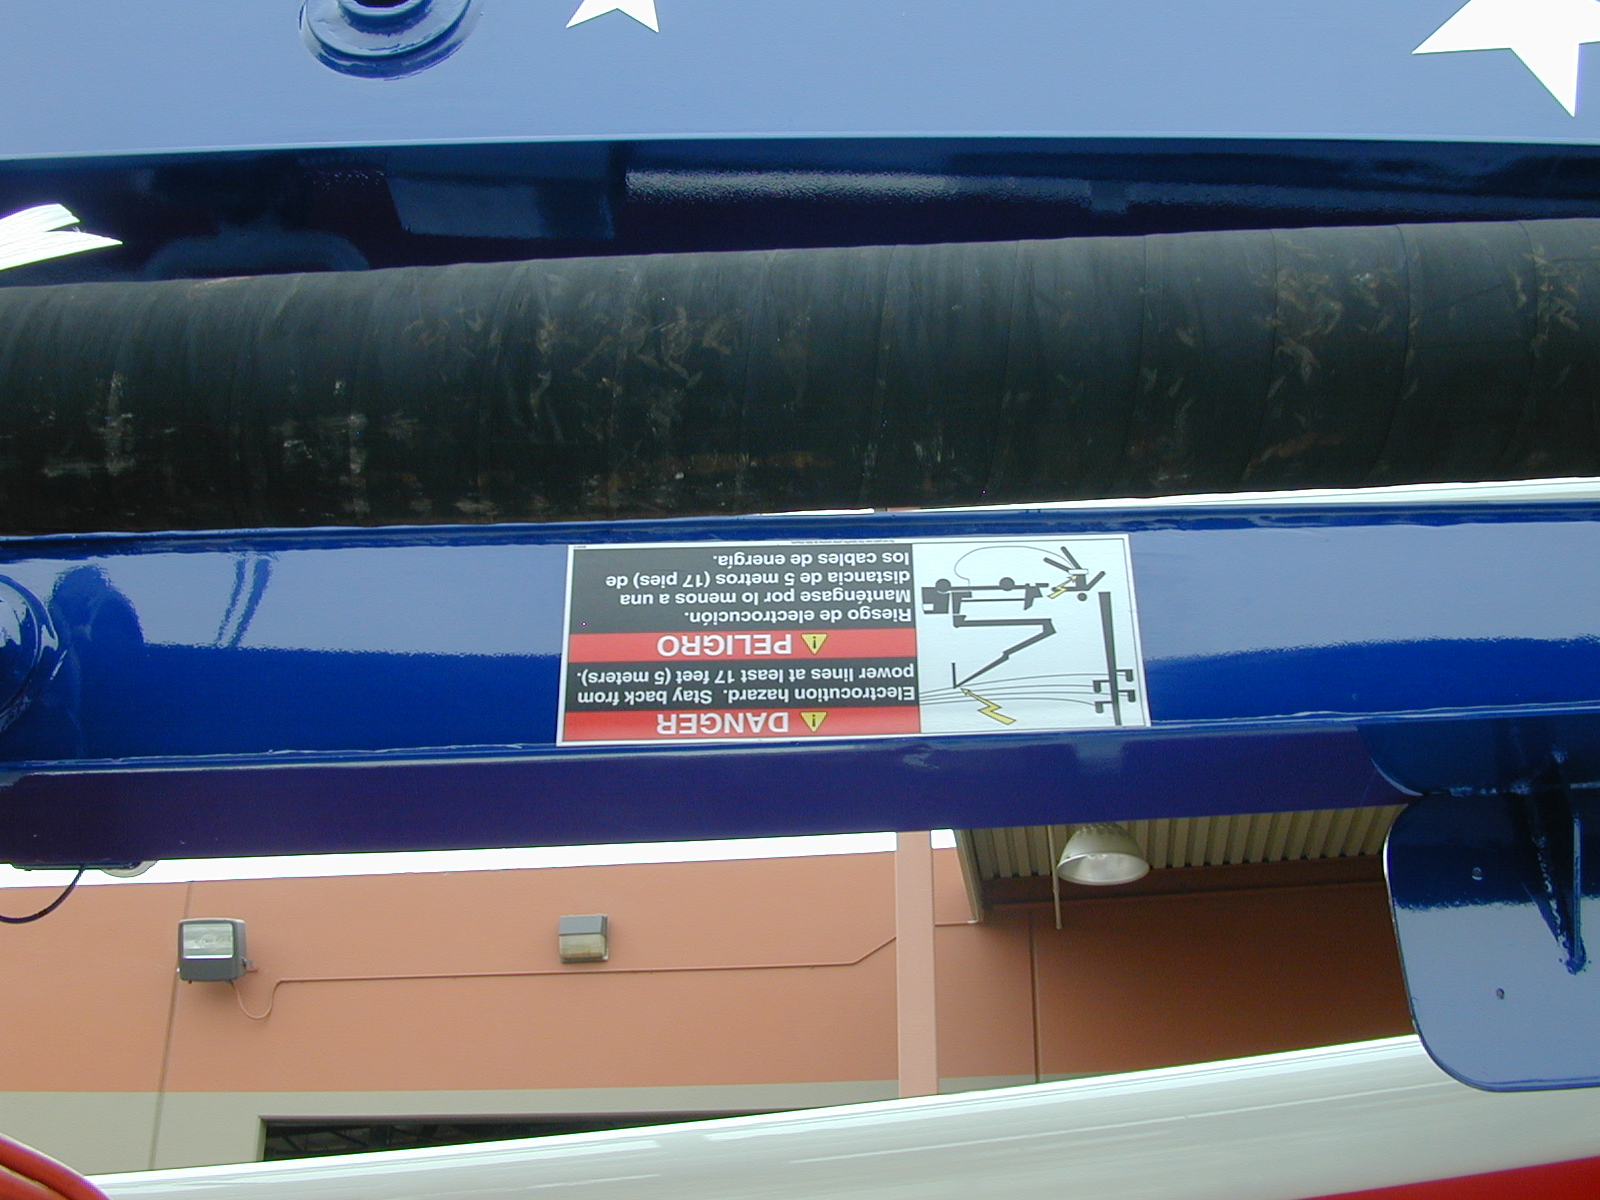 DANGER
Electrocution hazard. Stay back from
power lines at least 17 feet (5 meters).
PELIGRO
Riesgo de electrocución.
Manténgase por lo menos a una
distancia de 5 metros (17 pies) de
los cables de energía.